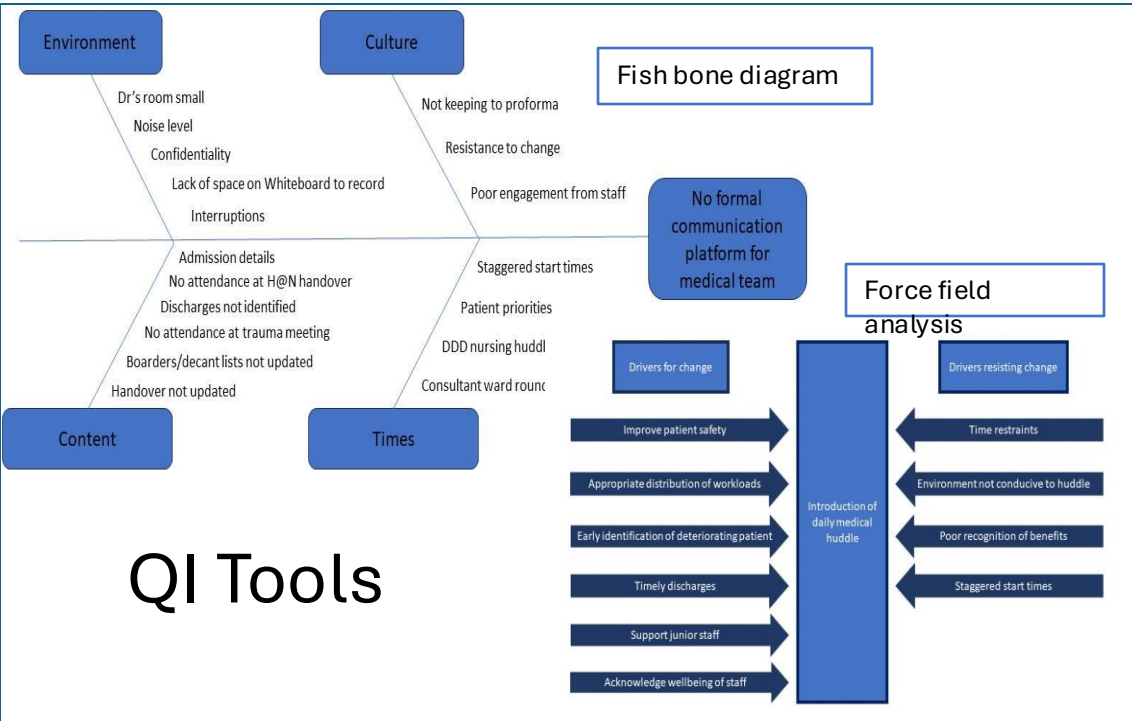 Environment
Culture
Fish bone diagram
Dr's room small
Noise level
Confidentiality
Lack of space on Whiteboard to record
Interruptions
Not keeping to proforma
Resistance to change
Poor engagement from staff
No formal
communication
platform for
medical team
Admission details
No attendance at H@N handover
Discharges not identified
No attendance at trauma meeting
Boarders/decant lists not updated
Handover not updated
Staggered start times
Patient priorities
DDD nursing huddl
Consultant ward round
Content
Times
Force field
analysis
Drivers for change
Drivers resisting change
Improve patient safety
Appropriate distribution of workloads
Early identification of deteriorating patient
Timely discharges
Support junior staff
Acknowledge wellbeing of staff
Introduction of
daily medical
huddle
Time restraints
Environment not conducive to huddle
Poor recognition of benefits
Staggered start times
QI Tools